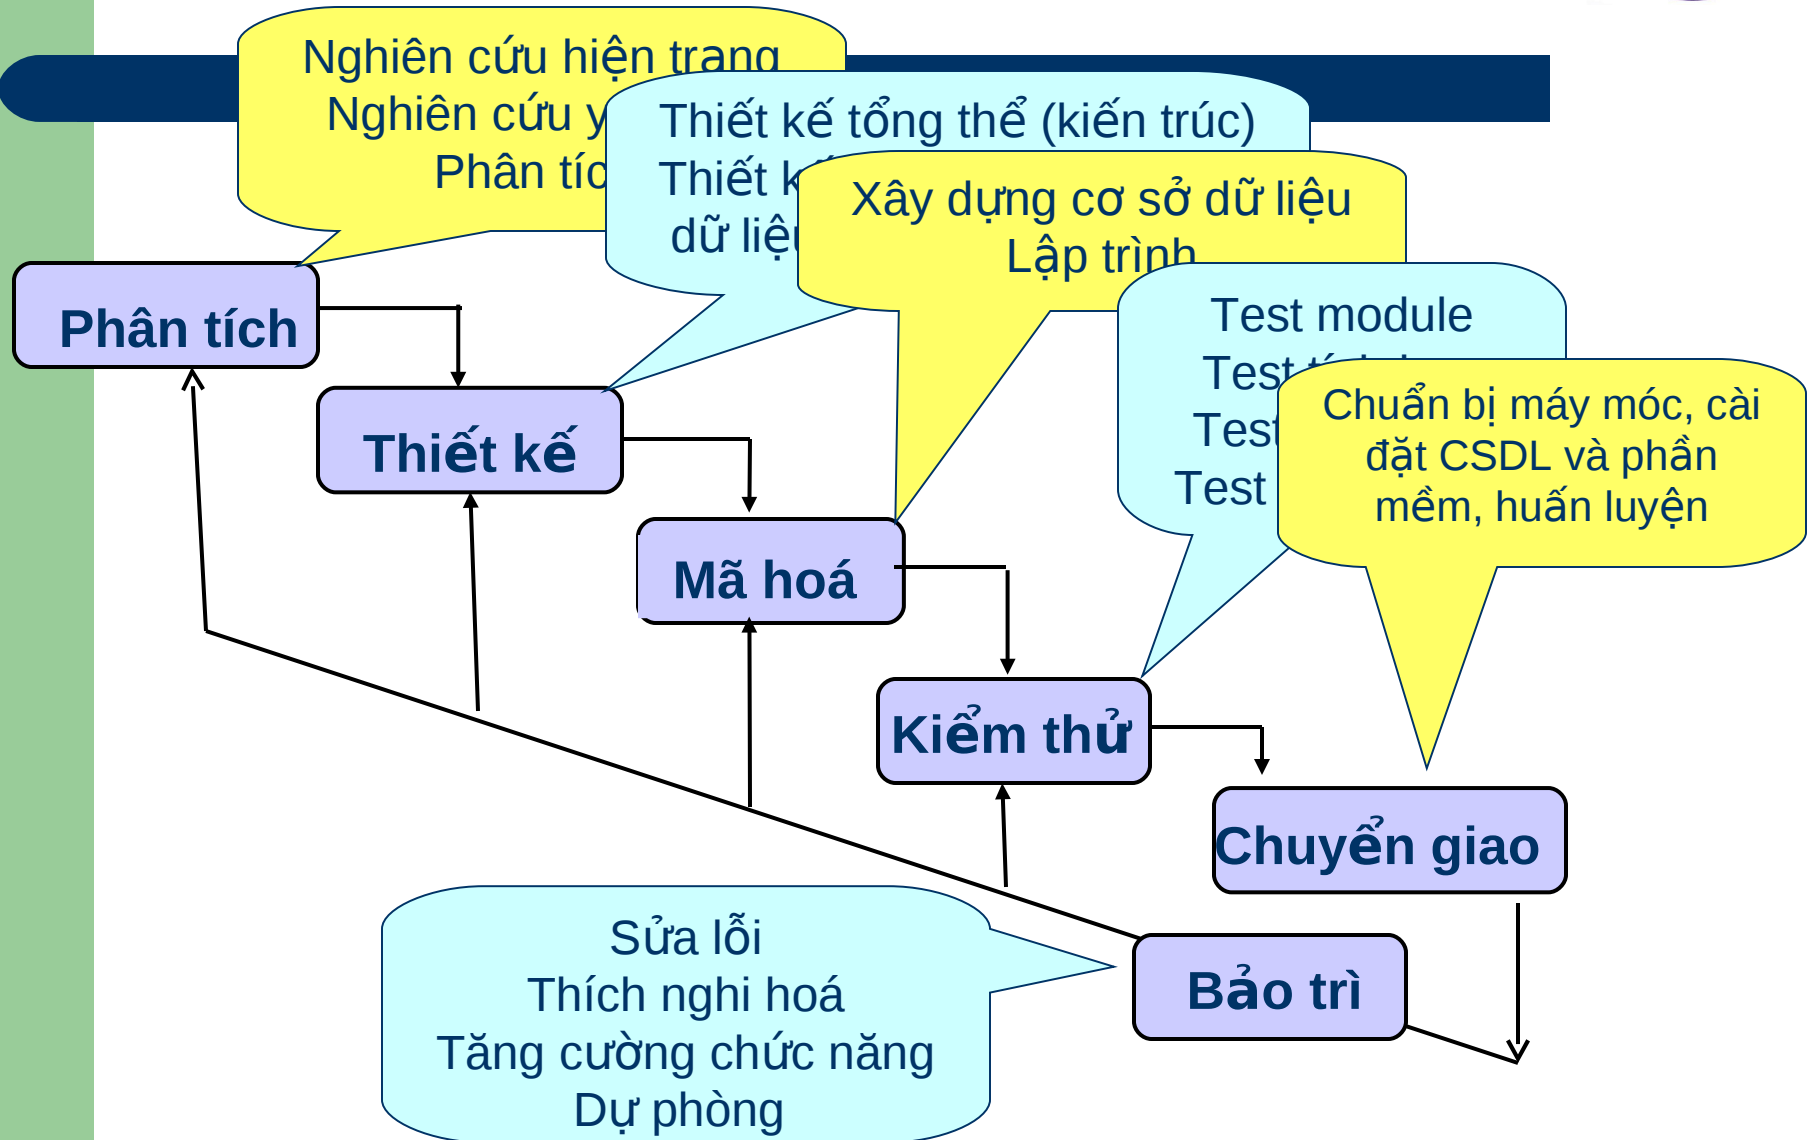 Nghiên cứu hiện trạng
Nghiên cứu
Phân
Thiết kế tổng thể (kiến trúc)
Thiết
dữ liệu
Xây dựng cơ sở dữ liệu
Lập trình
Test module
Test
Test
Test
Chuẩn bị máy móc, cài
đặt CSDL và phần
mềm, huấn luyện
Phân tích
Thiết kế
Mã hoá
Kiểm thử
Chuyển giao
Bảo trì
Sửa lỗi
Thích nghi hoá
Tăng cường chức năng
Dự phòng